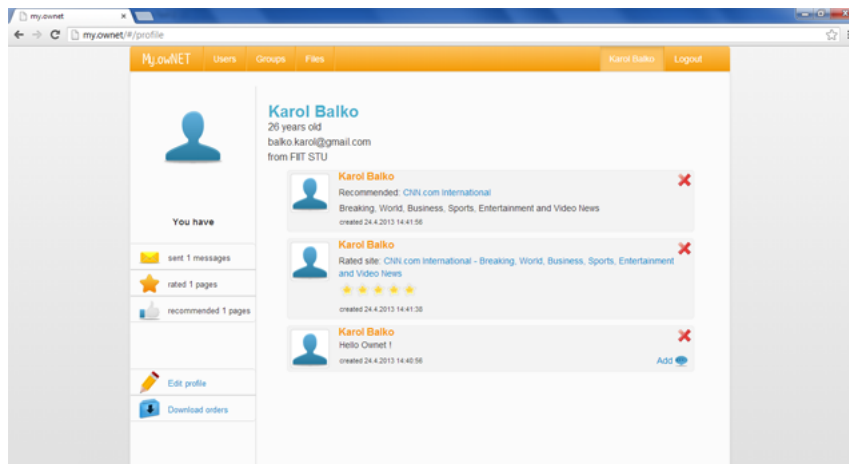 my.ownet
my.ownet/#/profile
My.owNET Users Groups Files Karol Balko Logout
Karol Balko
26 years old
balko.karol@gmail.com
from FIIT STU
You have
sent 1 messages
rated 1 pages
recommended 1 pages
Edit profile
Download orders
Karol Balko
Recommended: CNN.com International
Breaking, World, Business, Sports, Entertainment and Video News
created 24.4.2013 14:41:56
Karol Balko
Rated site: CNN.com International - Breaking, World, Business, Sports, Entertainment
and Video News
created 24.4.2013 14:41:38
Karol Balko
Hello Ownet !
created 24.4.2013 14:40:56
Add